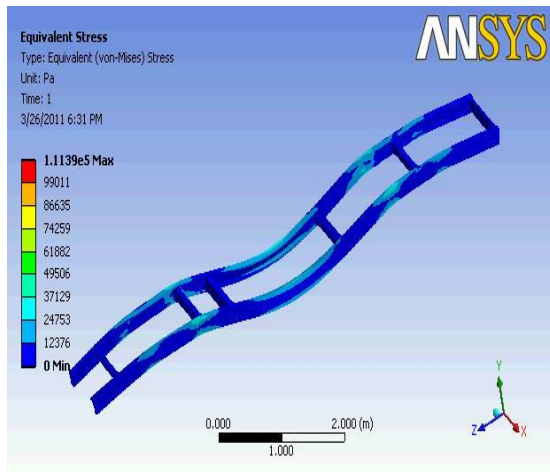 Equivalent Stress
Type: Equivalent (von-Mises) Stress
Unit: Pa
Time: 1
3/26/2011 6:31 PM
ANSYS
1.1139e5 Max
99011
86635
74259
61882
49506
37129
24753
12376
0 Min
0.000 2.000 (m)
1.000
Y
Z X